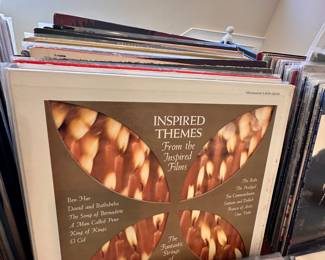 INSPIRED
THEMES
From the
Inspired
Films
Ben-Hur
David and Bathsheba
The Song of Bernadette
A Man Called Peter
King of Kings
El Cid
The Robe
The Prodigal
The Ten Commandments
Samson and Delilah
Quo Vadis
The
Fantastic
Strings